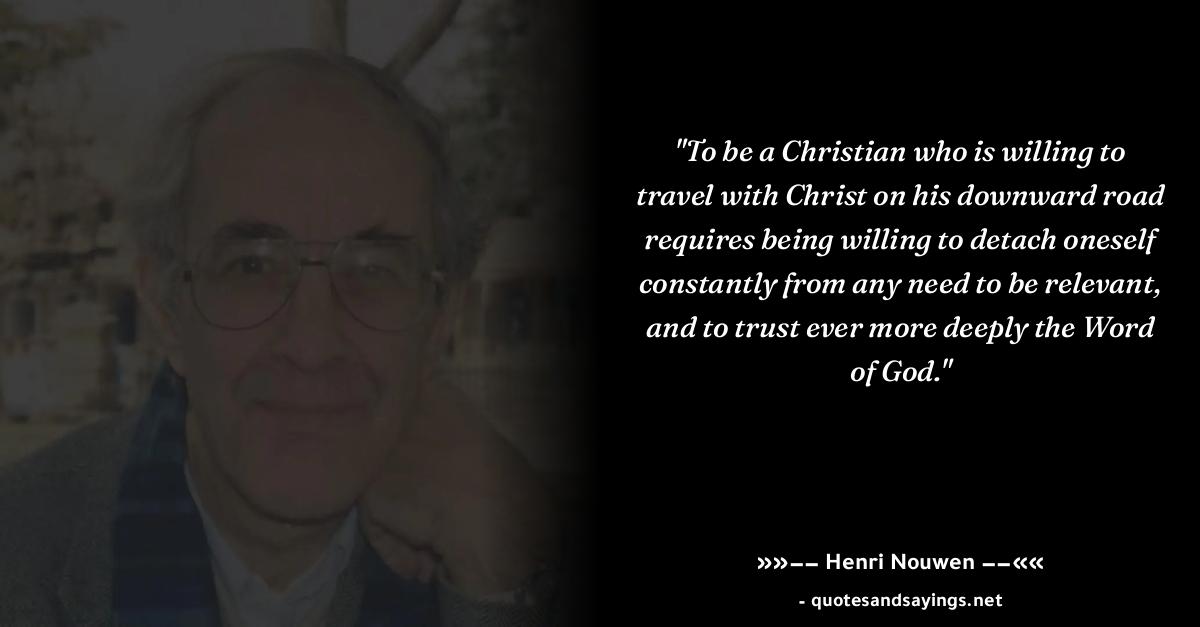 "To be a Christian who is willing to
travel with Christ on his downward road
requires being willing to detach oneself
constantly from any need to be relevant,
and to trust ever more deeply the Word
of God."
»»−− Henri Nouwen −−««
- quotesandsayings.net